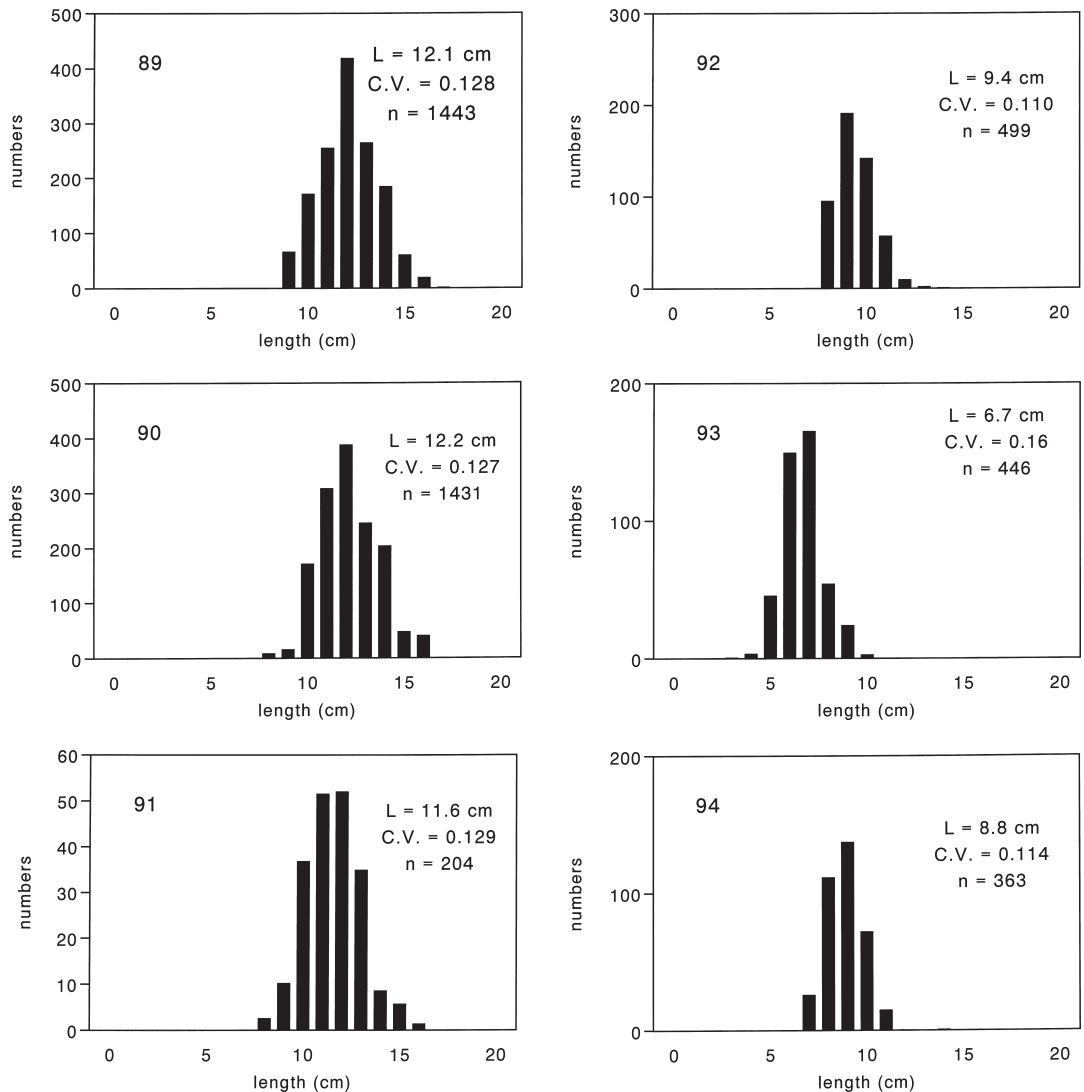 500
400
300
200
100
0
numbers
89
L = 12.1 cm
C.V. = 0.128
n = 1443
0 5 10 15 20
length (cm)
300
200
100
0
numbers
92
L = 9.4 cm
C.V. = 0.110
n = 499
0 5 10 15 20
length (cm)
500
400
300
200
100
0
numbers
90
L = 12.2 cm
C.V. = 0.127
n = 1431
0 5 10 15 20
length (cm)
200
100
0
numbers
93
L = 6.7 cm
C.V. = 0.16
n = 446
0 5 10 15 20
length (cm)
60
50
40
30
20
10
0
numbers
91
L = 11.6 cm
C.V. = 0.129
n = 204
0 5 10 15 20
length (cm)
200
100
0
numbers
94
L = 8.8 cm
C.V. = 0.114
n = 363
0 5 10 15 20
length (cm)